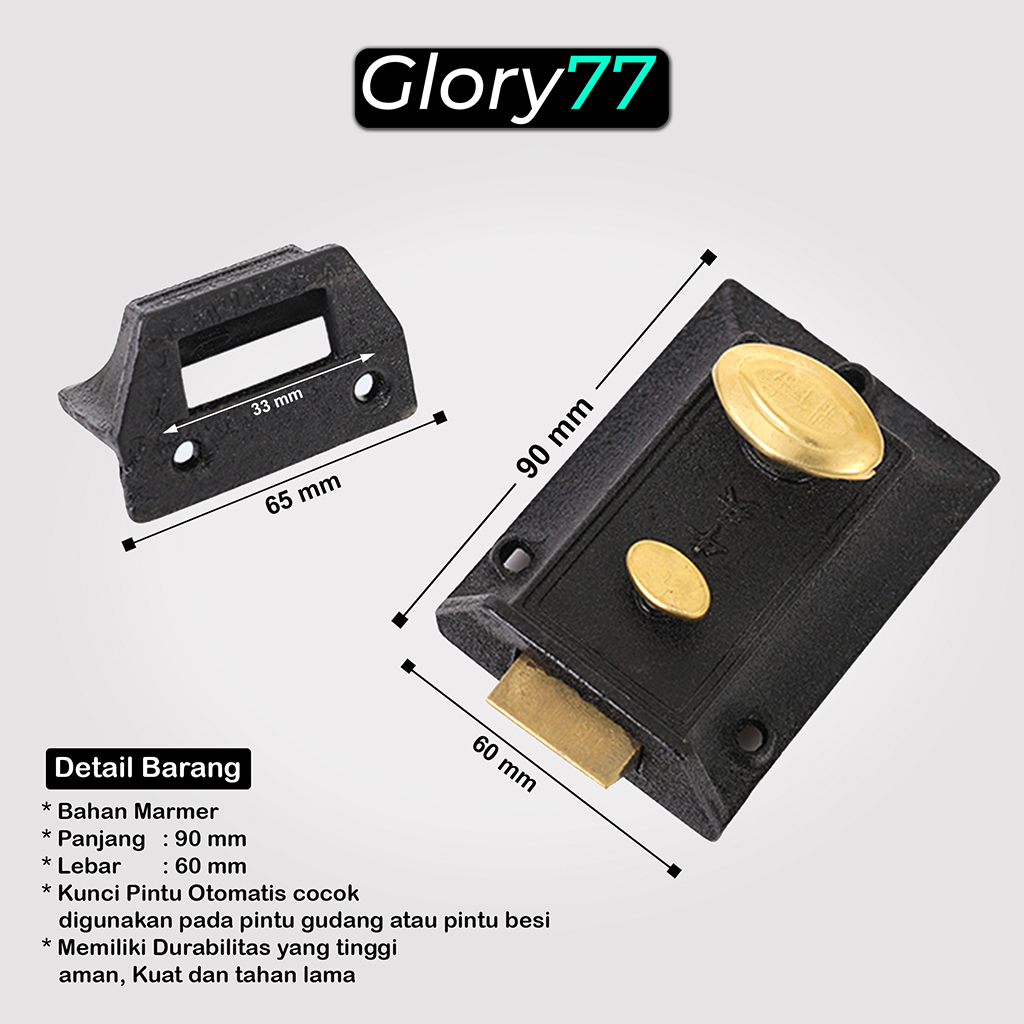 Glory77
33 mm
65 mm
90 mm
60 mm
Detail Barang
* Bahan Marmer
* Panjang : 90 mm
* Lebar : 60 mm
* Kunci Pintu Otomatis cocok
digunakan pada pintu gudang atau pintu besi
* Memiliki Durabilitas yang tinggi
aman, Kuat dan tahan lama